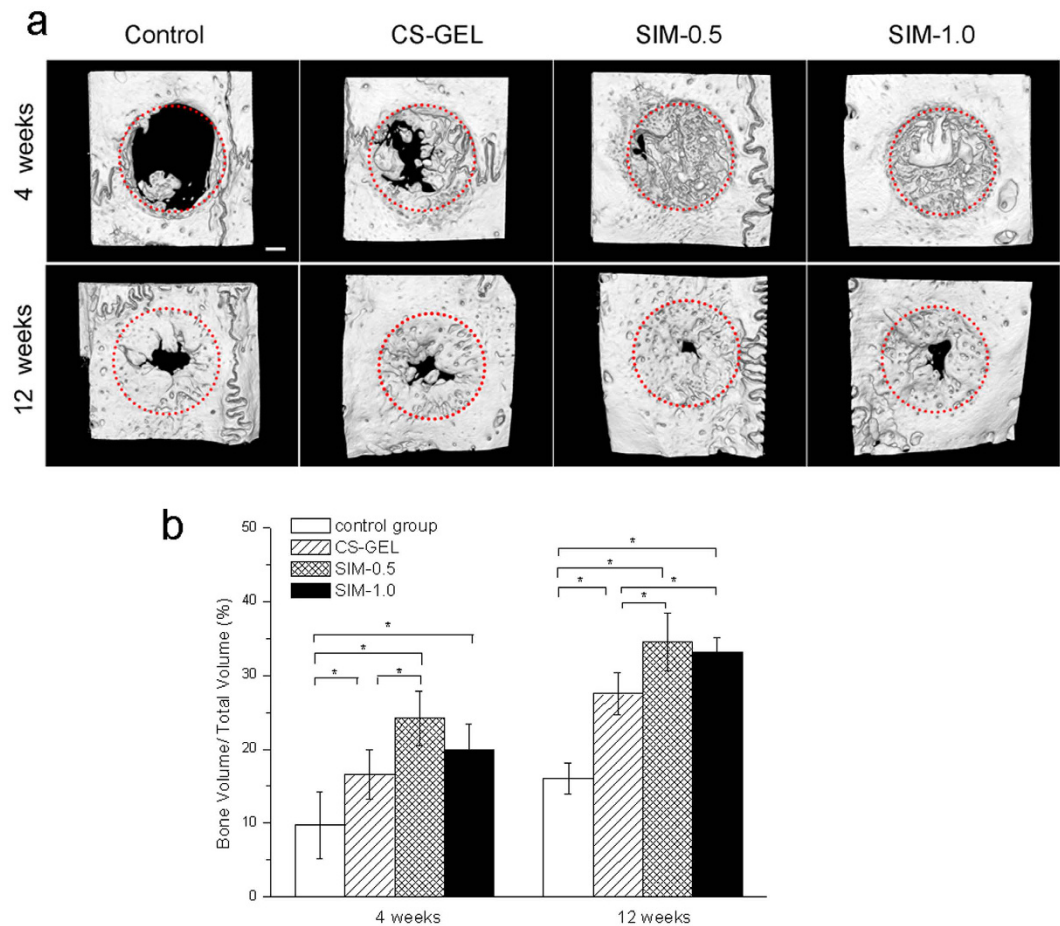 a
Control CS-GEL SIM-0.5 SIM-1.0
4 weeks
12 weeks
b
50
40
30
20
10
0
Bone Volume/ Total Volume (%)
control group
CS-GEL
SIM-0.5
SIM-1.0
*
*
* *
*
*
* *
*
4 weeks 12 weeks